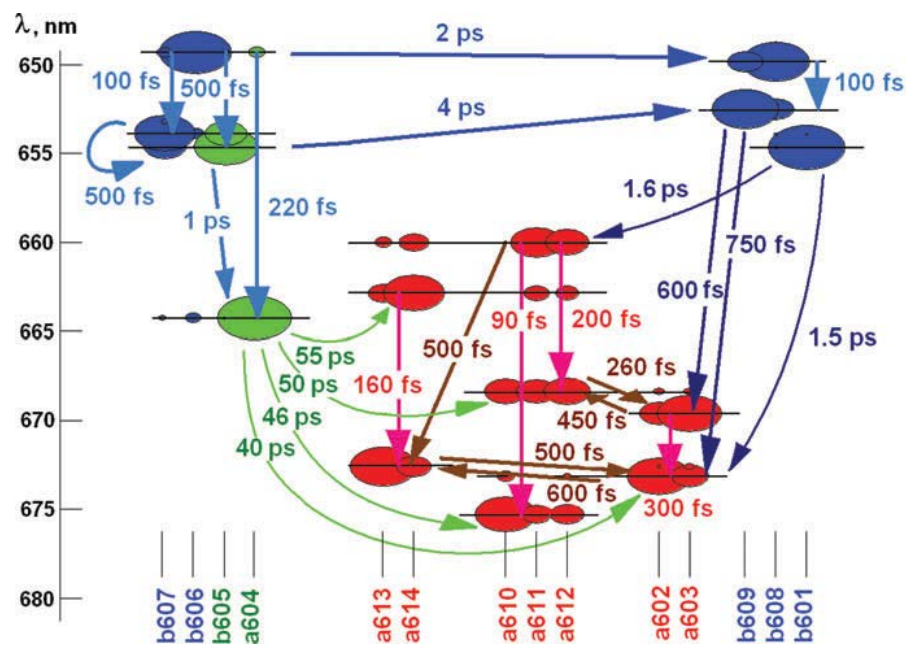 λ, nm
2 ps
650
100 fs
500 fs
100 fs
4 ps
655
500 fs
1.6 ps
1 ps
220 fs
660
750 fs
600 fs
665
90 fs
200 fs
1.5 ps
55 ps
500 fs
260 fs
50 ps
160 fs
670
46 ps
450 fs
40 ps
500 fs
600 fs
300 fs
675
680
b607
b606
b605
a604
a613
a614
a610
a611
a612
a602
a603
b609
b608
b601